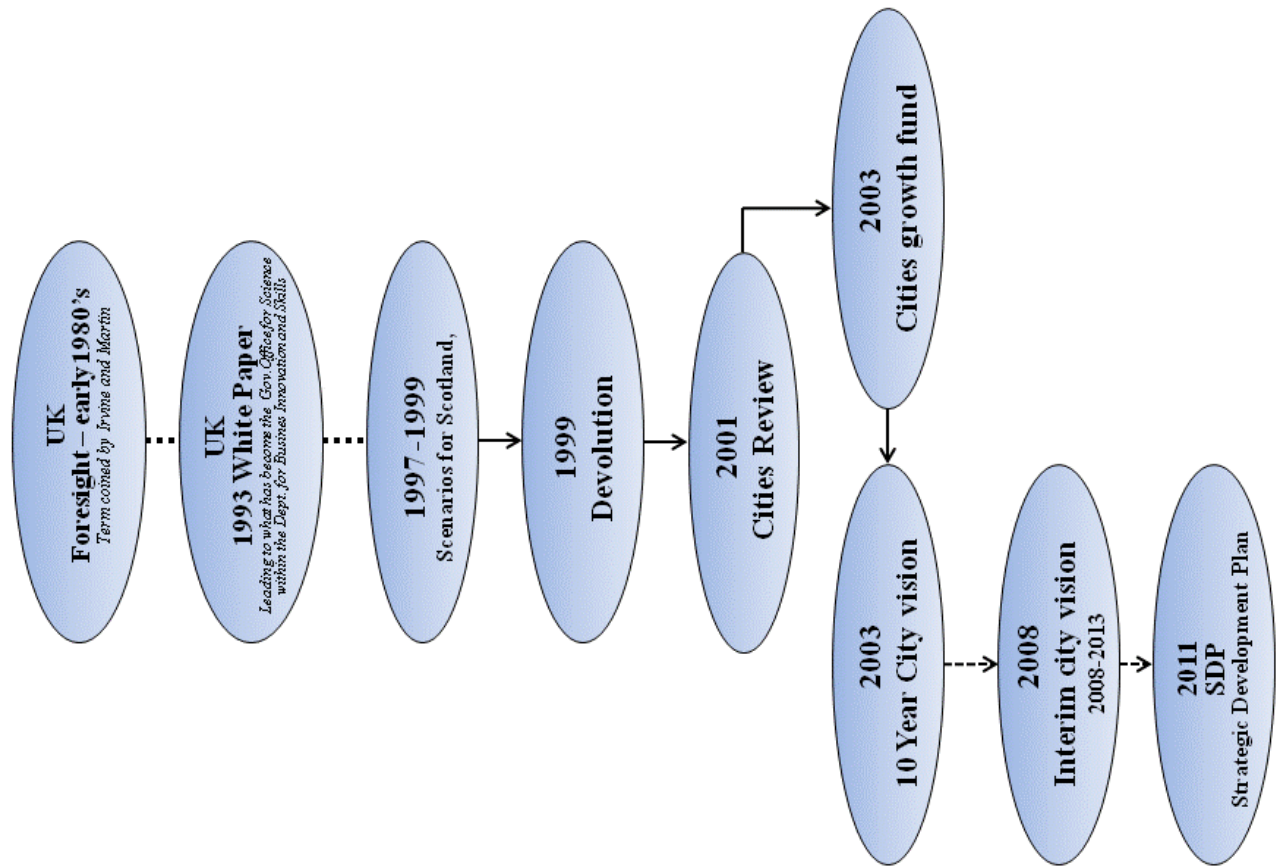 UK
Foresight – early 1980's
Term coined by Irvine and Martin
UK
1993 White Paper
Leading to what has become the Gov. Office for Science
within the Dept. for Busines Innovation and Skills
1997-1999
Scenarios for Scotland,
1999
Devolution
2001
Cities Review
2003
Cities growth fund
2003
10 Year City vision
2008
Interim city vision
2008-2013
2011
SDP
Strategic Development Plan